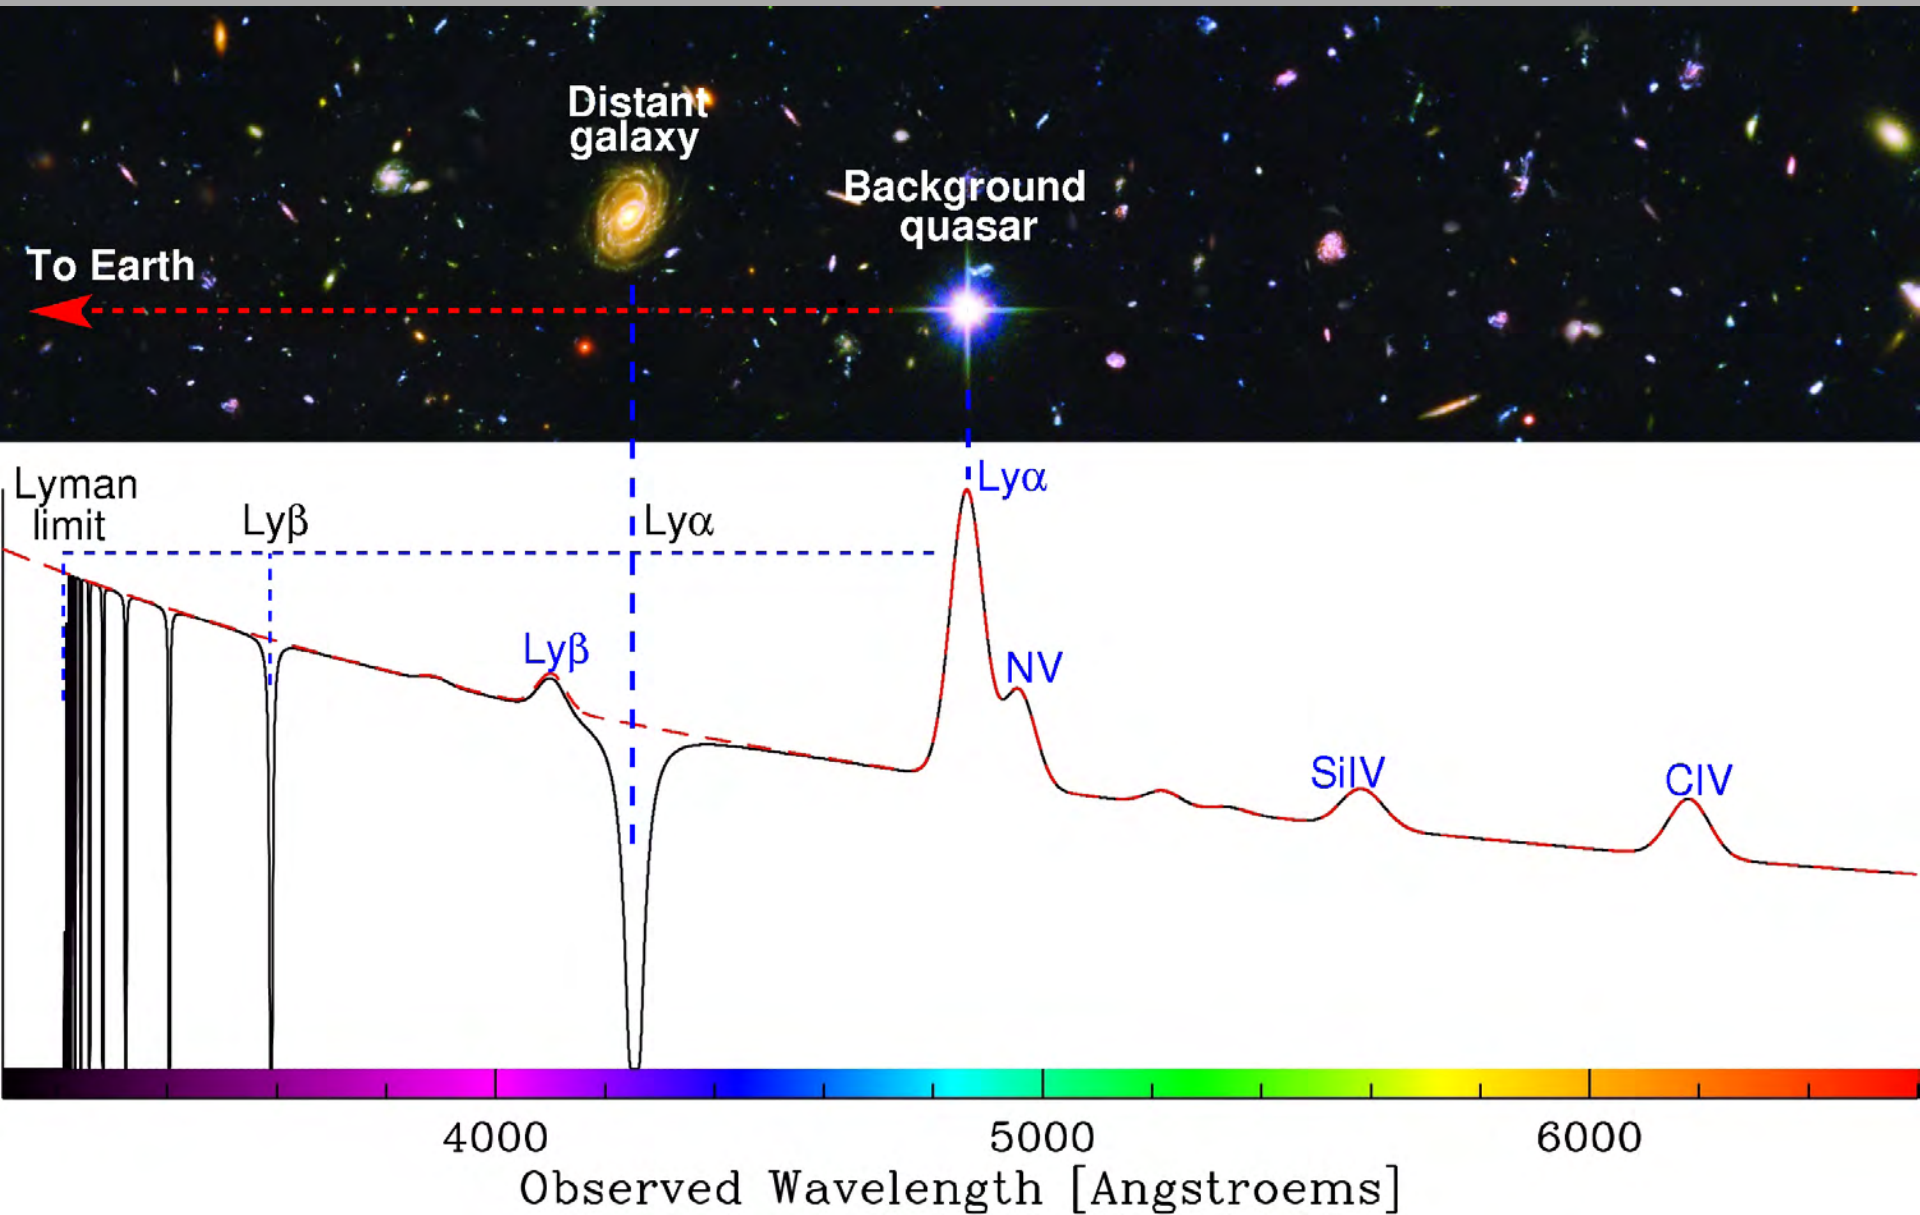 Distant
galaxy
Background
quasar
To Earth
Lyman
limit
Lyβ
Lyα
Lyα
Lyβ
NV
SiIV
CIV
4000
5000
6000
Observed Wavelength [Angstroems]